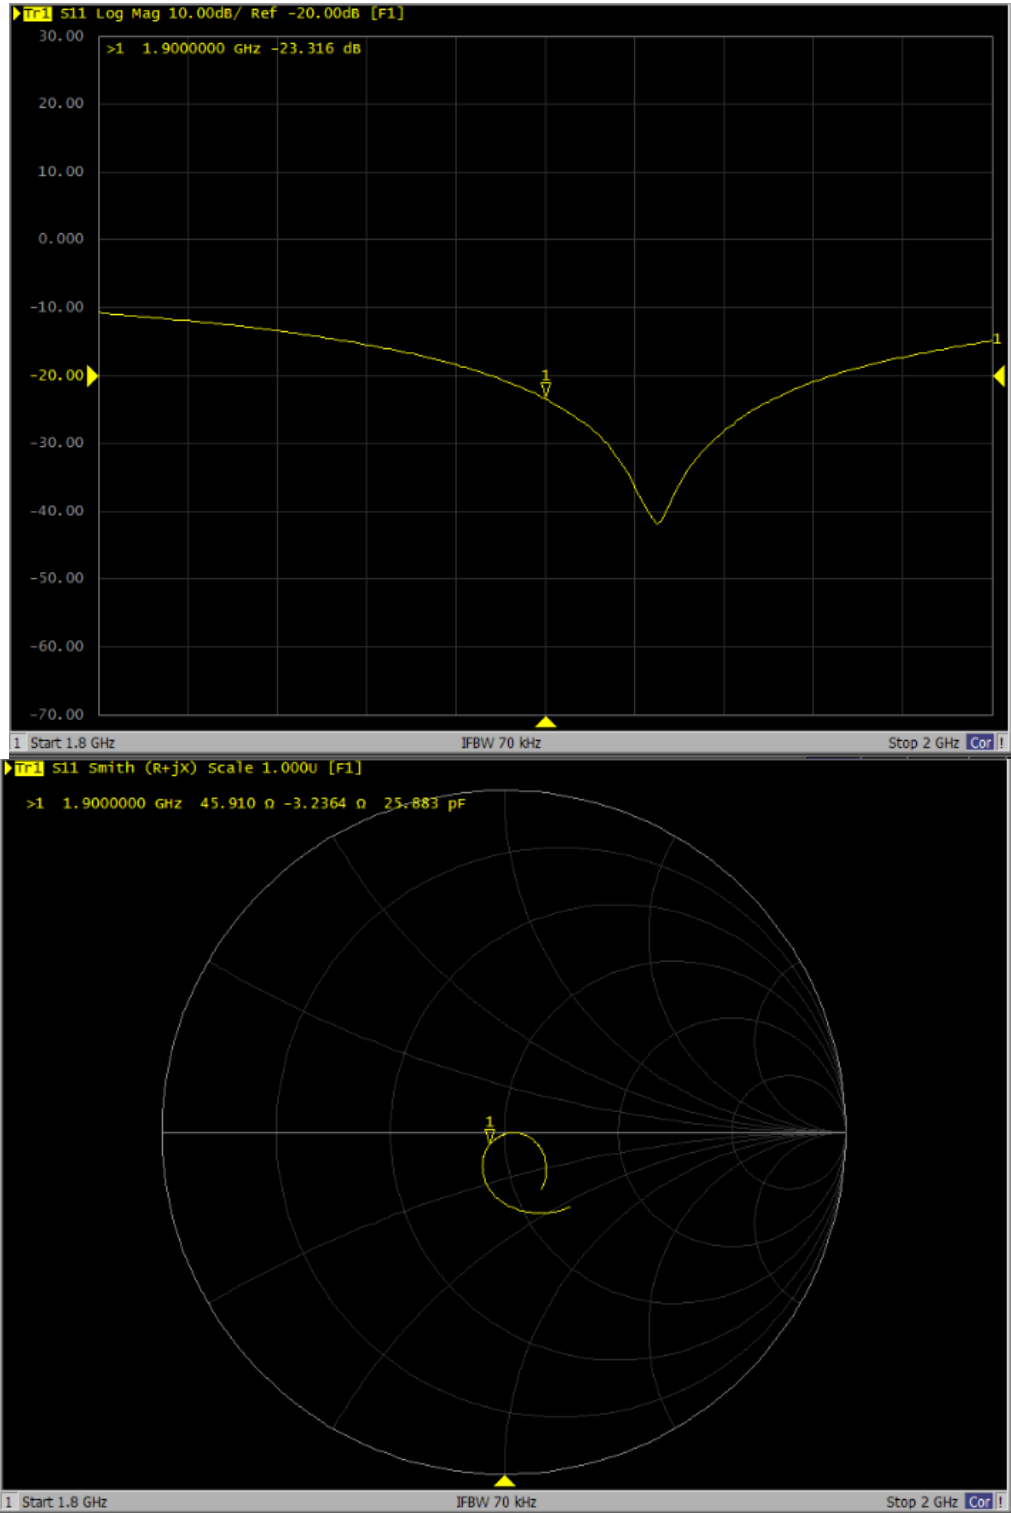 Tr1 S11 Log Mag 10.00dB/ Ref -20.00dB [F1]
30.00
>1 1.9000000 GHz -23.316 dB
20.00
10.00
0.000
-10.00
1
-20.00
1
-30.00
-40.00
-50.00
-60.00
-70.00
1 Start 1.8 GHz IFBW 70 kHz Stop 2 GHz Cor !
Tr1 S11 Smith (R+jX) Scale 1.000U [F1]
>1 1.9000000 GHz 45.910 Ω -3.2364 Ω 25.883 pF
1
1 Start 1.8 GHz IFBW 70 kHz Stop 2 GHz Cor !